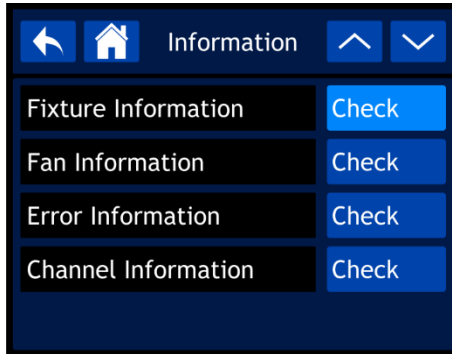 Information
Fixture Information Check
Fan Information Check
Error Information Check
Channel Information Check